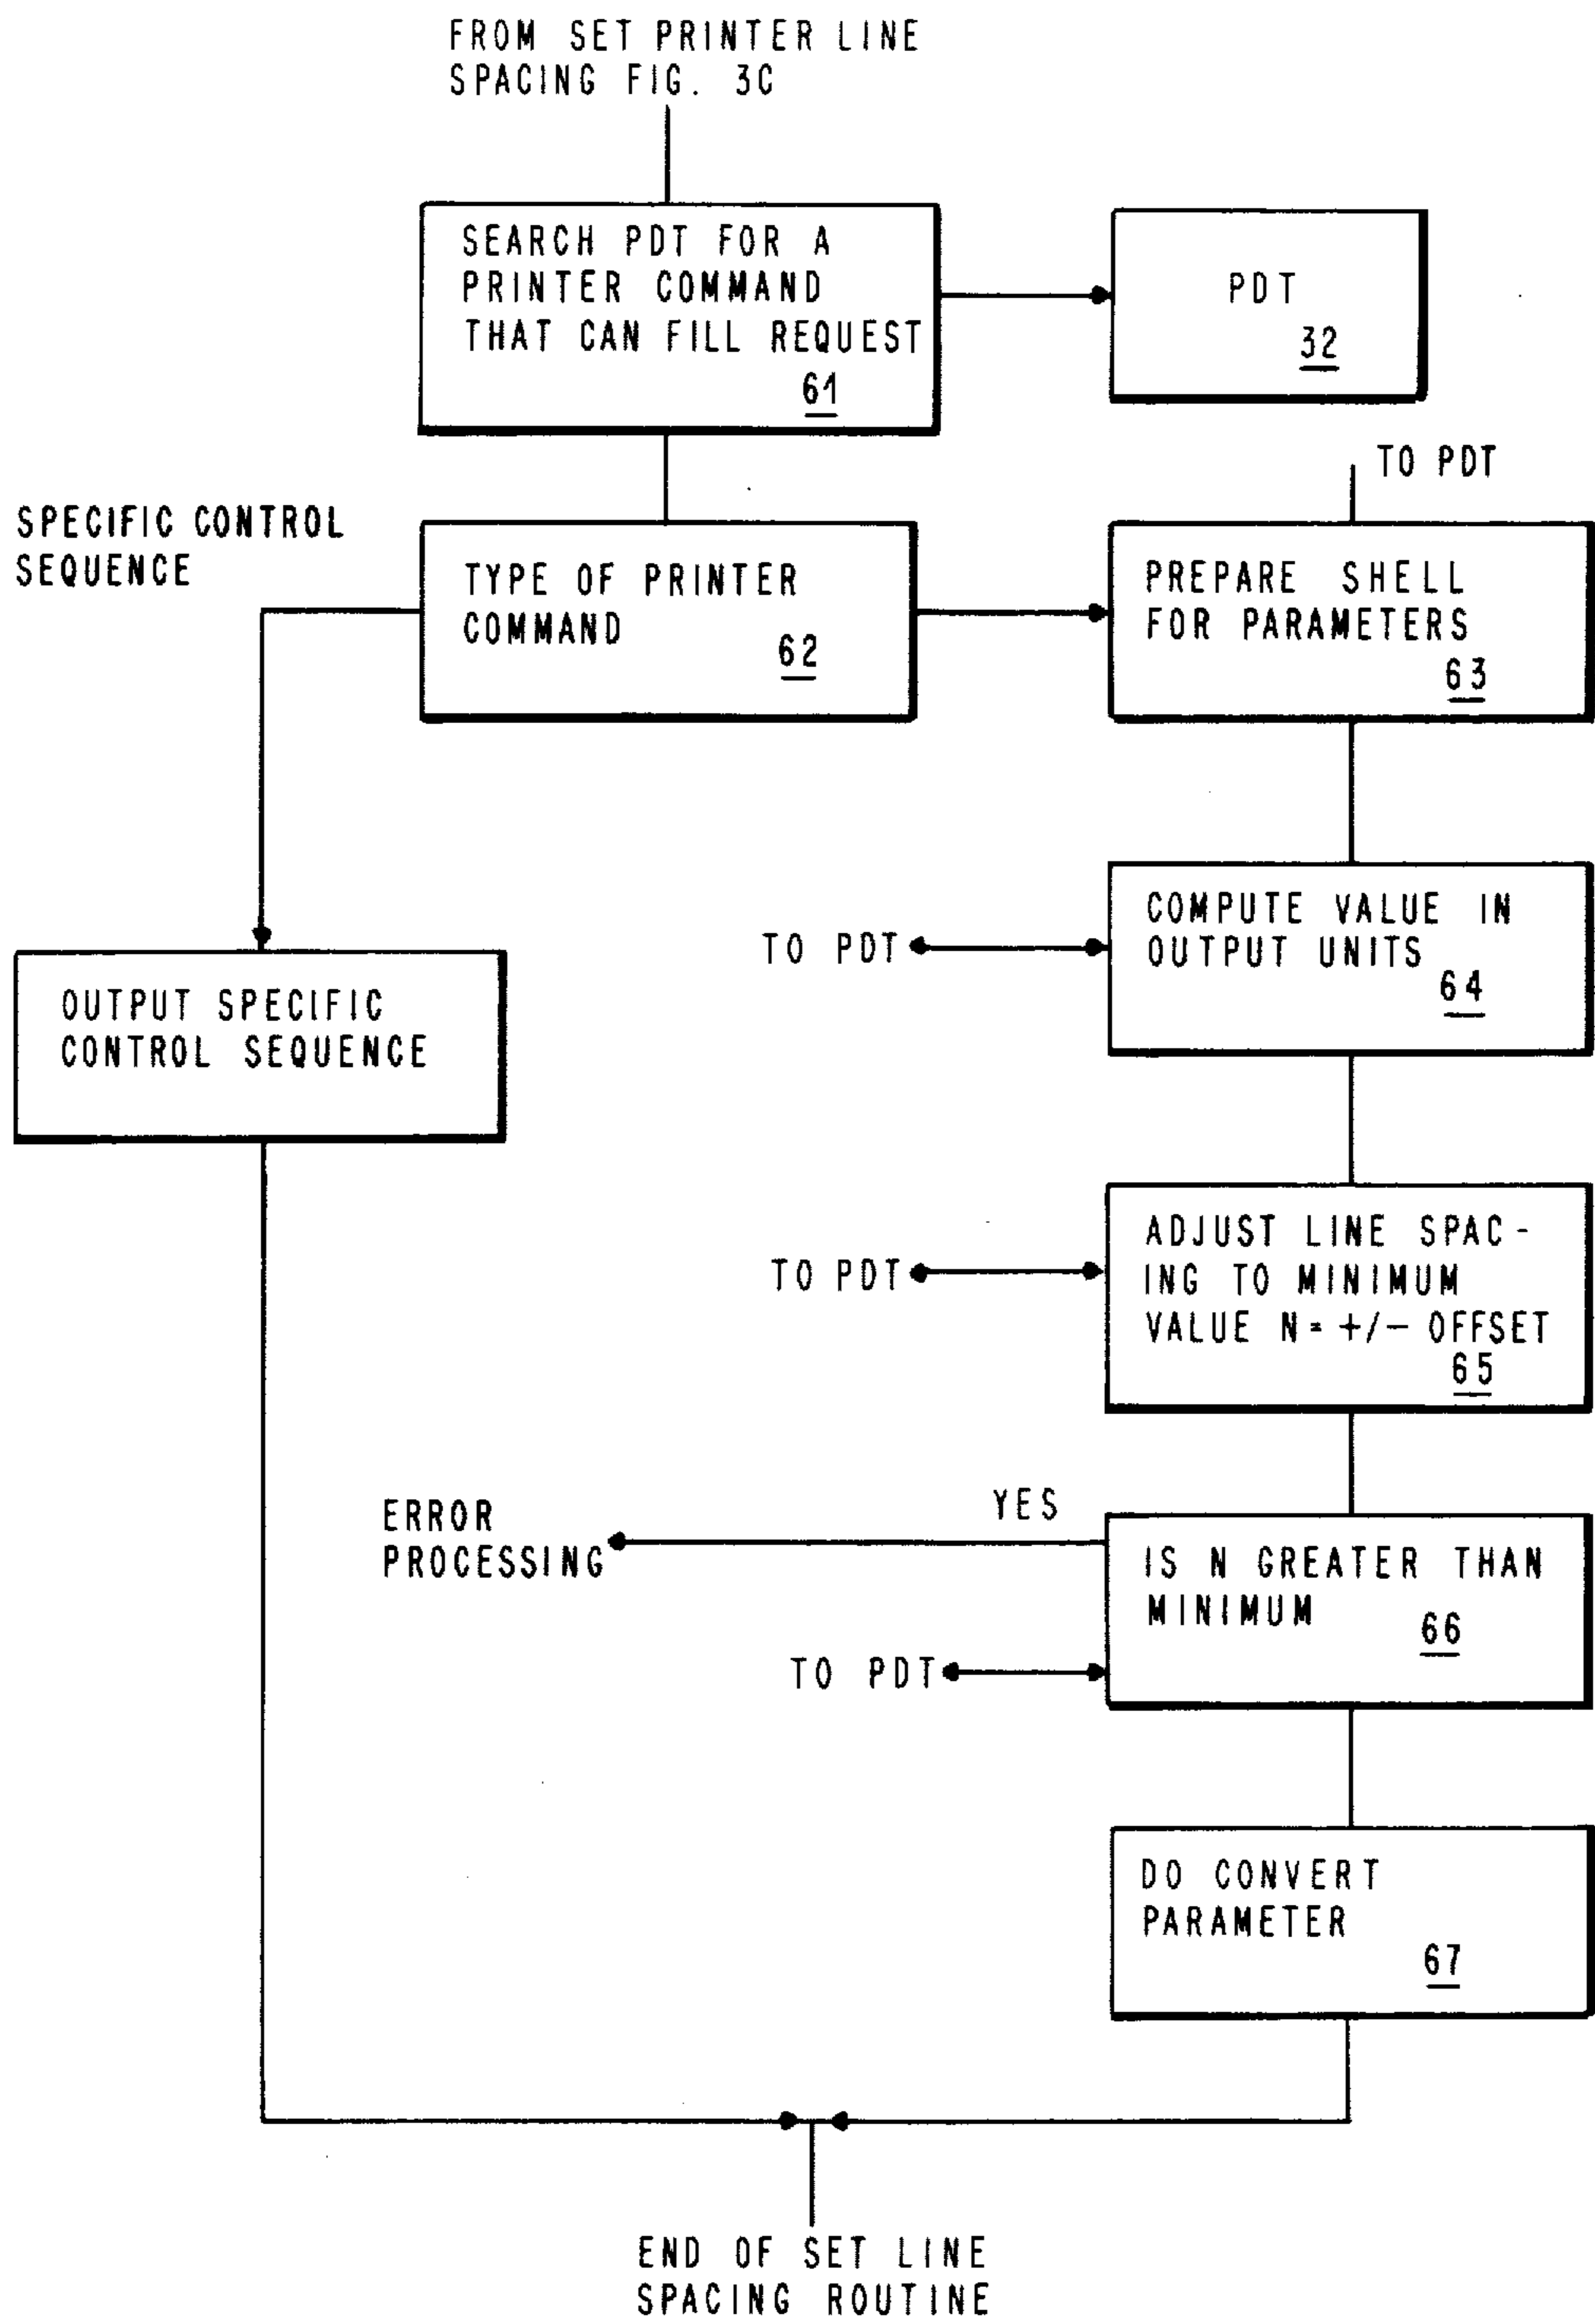 FROM SET PRINTER LINE
SPACING FIG. 3C
SEARCH PDT FOR A
PRINTER COMMAND
THAT CAN FILL REQUEST
61
PDT
32
TO PDT
SPECIFIC CONTROL
SEQUENCE
TYPE OF PRINTER
COMMAND
62
PREPARE SHELL
FOR PARAMETERS
63
COMPUTE VALUE IN
OUTPUT UNITS
64
TO PDT
OUTPUT SPECIFIC
CONTROL SEQUENCE
ADJUST LINE SPAC-
ING TO MINIMUM
VALUE N= +/- OFFSET
65
TO PDT
YES
ERROR
PROCESSING
IS N GREATER THAN
MINIMUM
66
TO PDT
DO CONVERT
PARAMETER
67
END OF SET LINE
SPACING ROUTINE